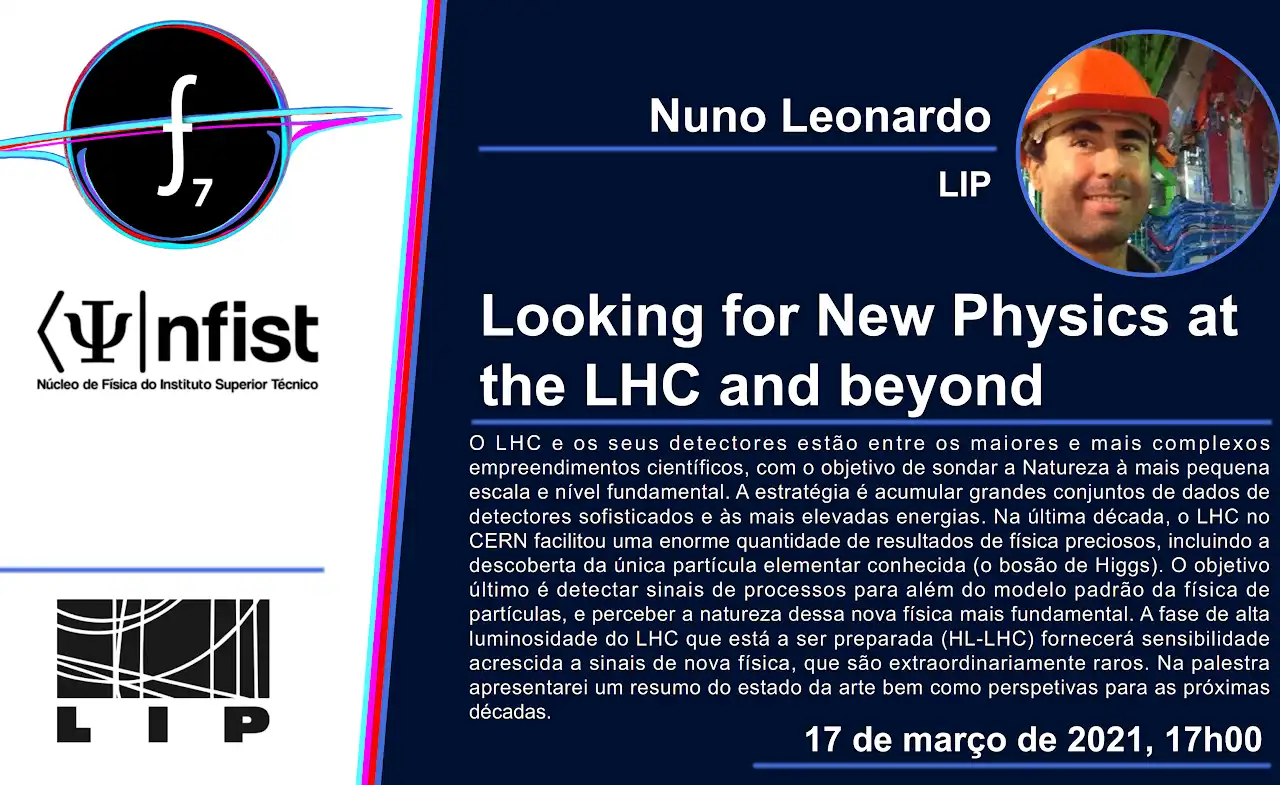 f
7
⟨Ψ|nfist
Núcleo de Física do Instituto Superior Técnico
LIP
Nuno Leonardo
LIP
Looking for New Physics at
the LHC and beyond
O LHC e os seus detectores estão entre os maiores e mais complexos
empreendimentos científicos, com o objetivo de sondar a Natureza à mais pequena
escala e nível fundamental. A estratégia é acumular grandes conjuntos de dados de
detectores sofisticados e às mais elevadas energias. Na última década, o LHC no
CERN facilitou uma enorme quantidade de resultados de física preciosos, incluindo a
descoberta da única partícula elementar conhecida (o bosão de Higgs). O objetivo
último é detectar sinais de processos para além do modelo padrão da física de
partículas, e perceber a natureza dessa nova física mais fundamental. A fase de alta
luminosidade do LHC que está a ser preparada (HL-LHC) fornecerá sensibilidade
acrescida a sinais de nova física, que são extraordinariamente raros. Na palestra
apresentarei um resumo do estado da arte bem como perspetivas para as próximas
décadas.
17 de março de 2021, 17h00